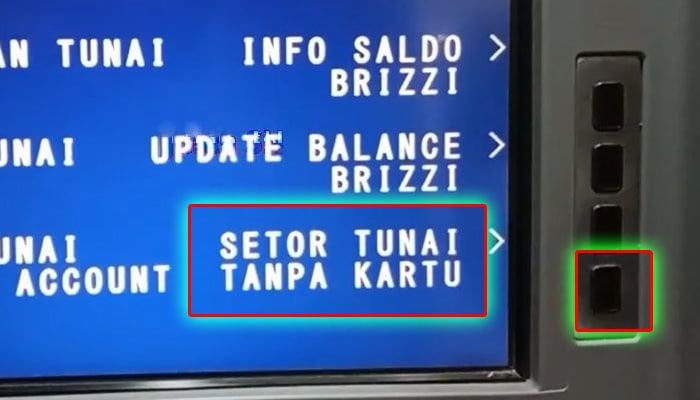 AN TUNAI
INFO SALDO >
BRIZZI
UNAI
UPDATE BALANCE >
BRIZZI
UNAI
ACCOUNT
SETOR TUNAI >
TANPA KARTU